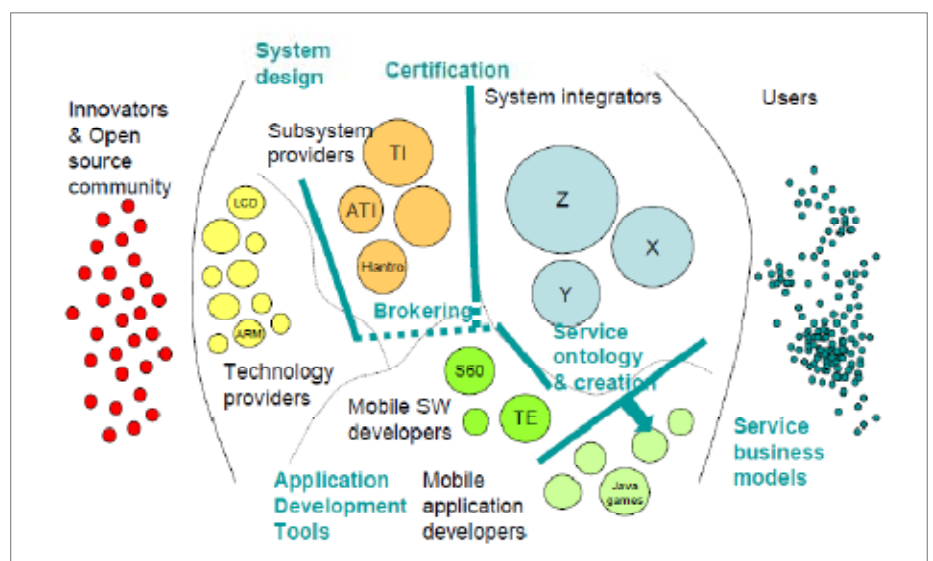 System
design
Certification
System integrators
Users
Innovators
& Open
source
community
Subsystem
providers
TI
LCD
ATI
Z
X
Hantro
Y
Brokering
ARM
Service
ontology
& creation
Technology
providers
S60
Mobile SW
developers
TE
Service
business
models
Application
Development
Tools
Mobile
application
developers
Java
games